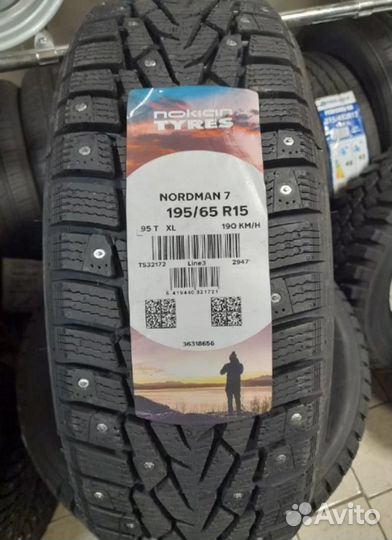 nokian
TYRES
NORDMAN 7
195/65 R15
95 T XL 190 KM/H
TS32172 Line3 2947
6 419440 321721
36318656
Avito